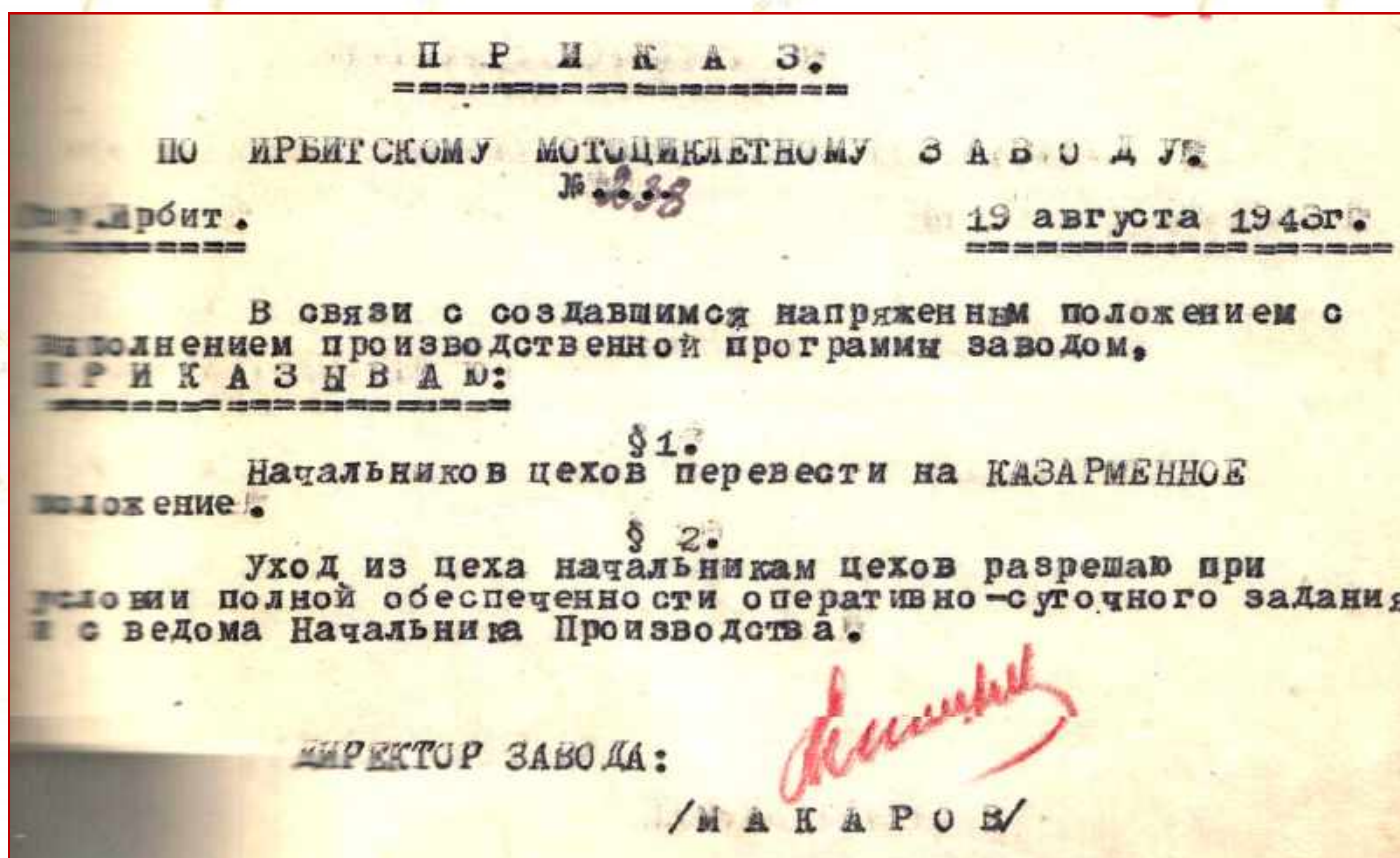 П Р И К А З.
ПО ИРБИТСКОМУ МОТОЦИКЛЕТНОМУ З А В О Д У.
№ 238
Ирбит.
19 августа 1943г.
В связи с создавшимся напряженным положением с
выполнением производственной программы заводом.
П Р И К А З Ы В А Ю:
§1.
Начальников цехов перевести на КАЗАРМЕННОЕ
положение.
§ 2.
Уход из цеха начальникам цехов разрешаю при
условии полной обеспеченности оперативно-суточного задания
и с ведома Начальника Производства.
ДИРЕКТОР ЗАВОДА:
/М А К А Р О В/